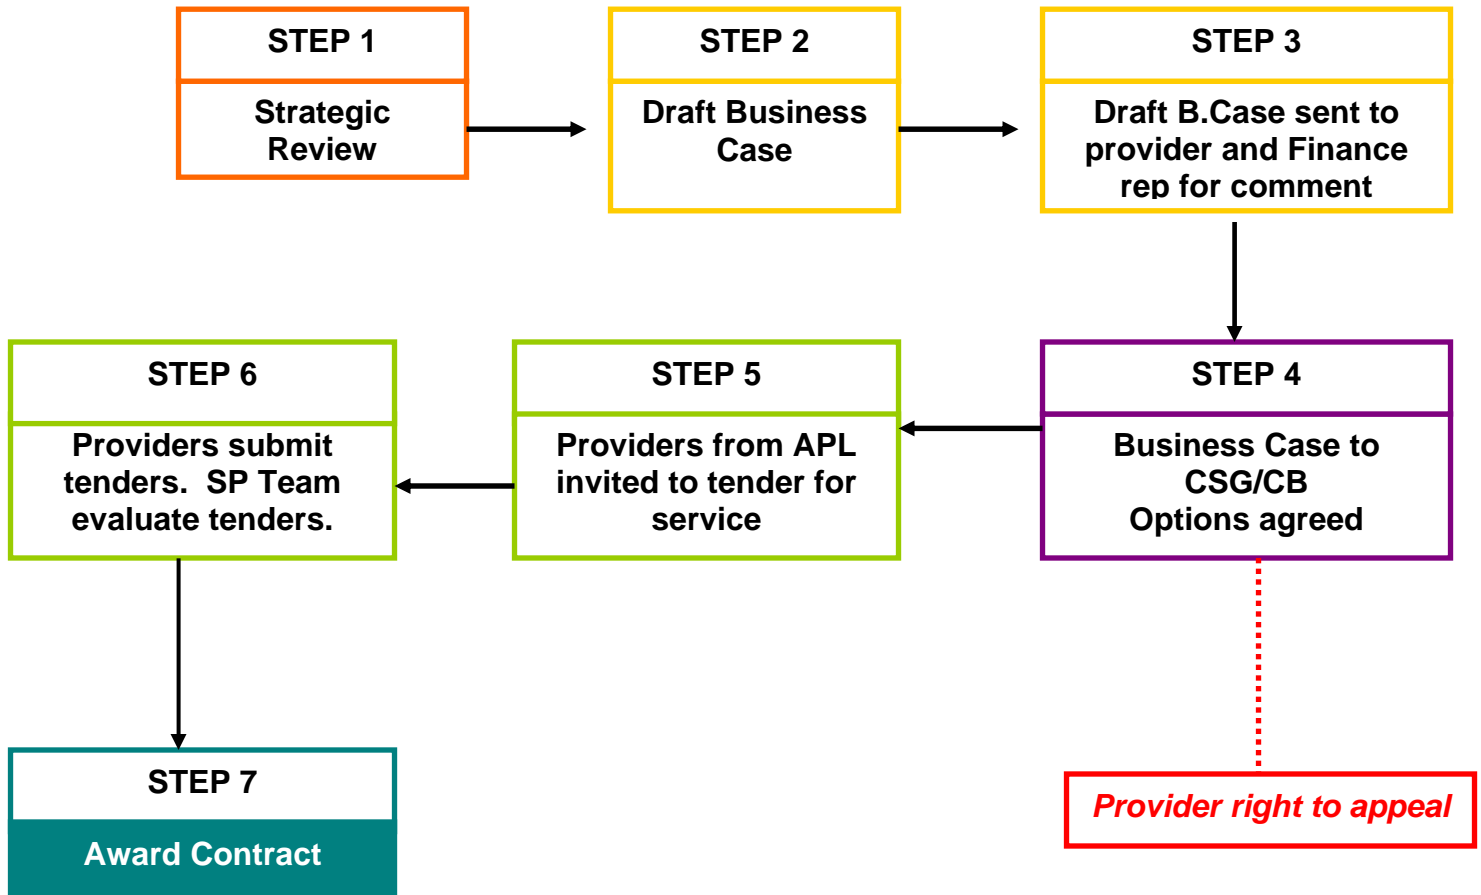 STEP 1
Strategic
Review
STEP 2
Draft Business
Case
STEP 3
Draft B.Case sent to
provider and Finance
rep for comment
STEP 4
Business Case to
CSG/CB
Options agreed
STEP 5
Providers from APL
invited to tender for
service
STEP 6
Providers submit
tenders.  SP Team
evaluate tenders.
STEP 7
Award Contract
Provider right to appeal